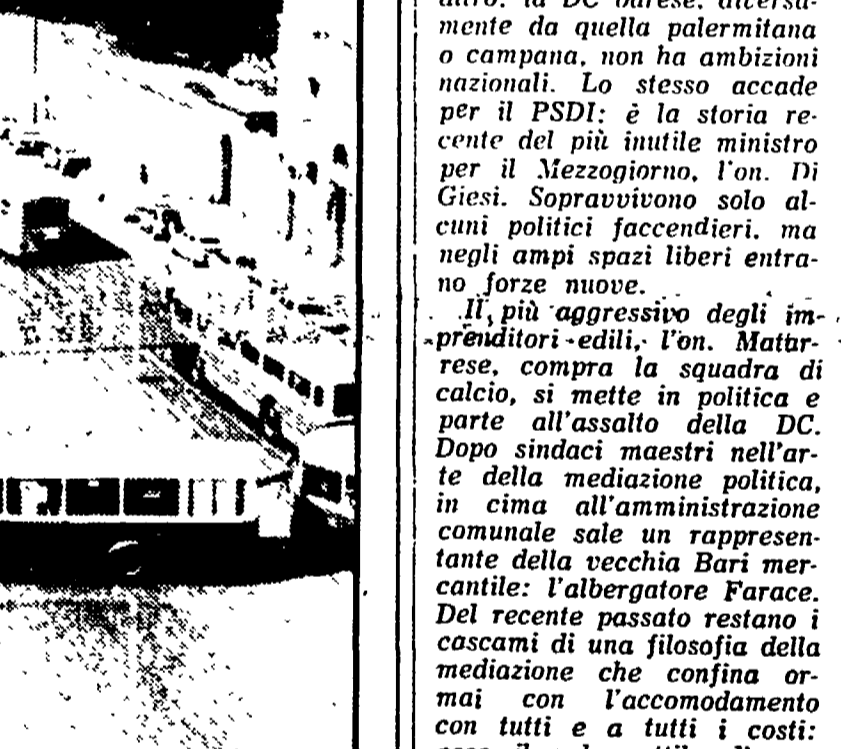 altro: la DC barese, diversa-
mente da quella palermitana
o campana, non ha ambizioni
nazionali. Lo stesso accade
per il PSDI: è la storia re-
cente del più inutile ministro
per il Mezzogiorno, l'on. Di
Giesi. Sopravvivono solo al-
cuni politici faccendieri, ma
negli ampi spazi liberi entra-
no forze nuove.
Il più aggressivo degli im-
prenditori edili, l'on. Matar-
rese, compra la squadra di
calcio, si mette in politica e
parte all'assalto della DC.
Dopo sindaci maestri nell'ar-
te della mediazione politica,
in cima all'amministrazione
comunale sale un rappresen-
tante della vecchia Bari mer-
cantile: l'albergatore Farace.
Del recente passato restano i
cascami di una filosofia della
mediazione che confina or-
mai con l'accomodamento
con tutti e a tutti i costi: